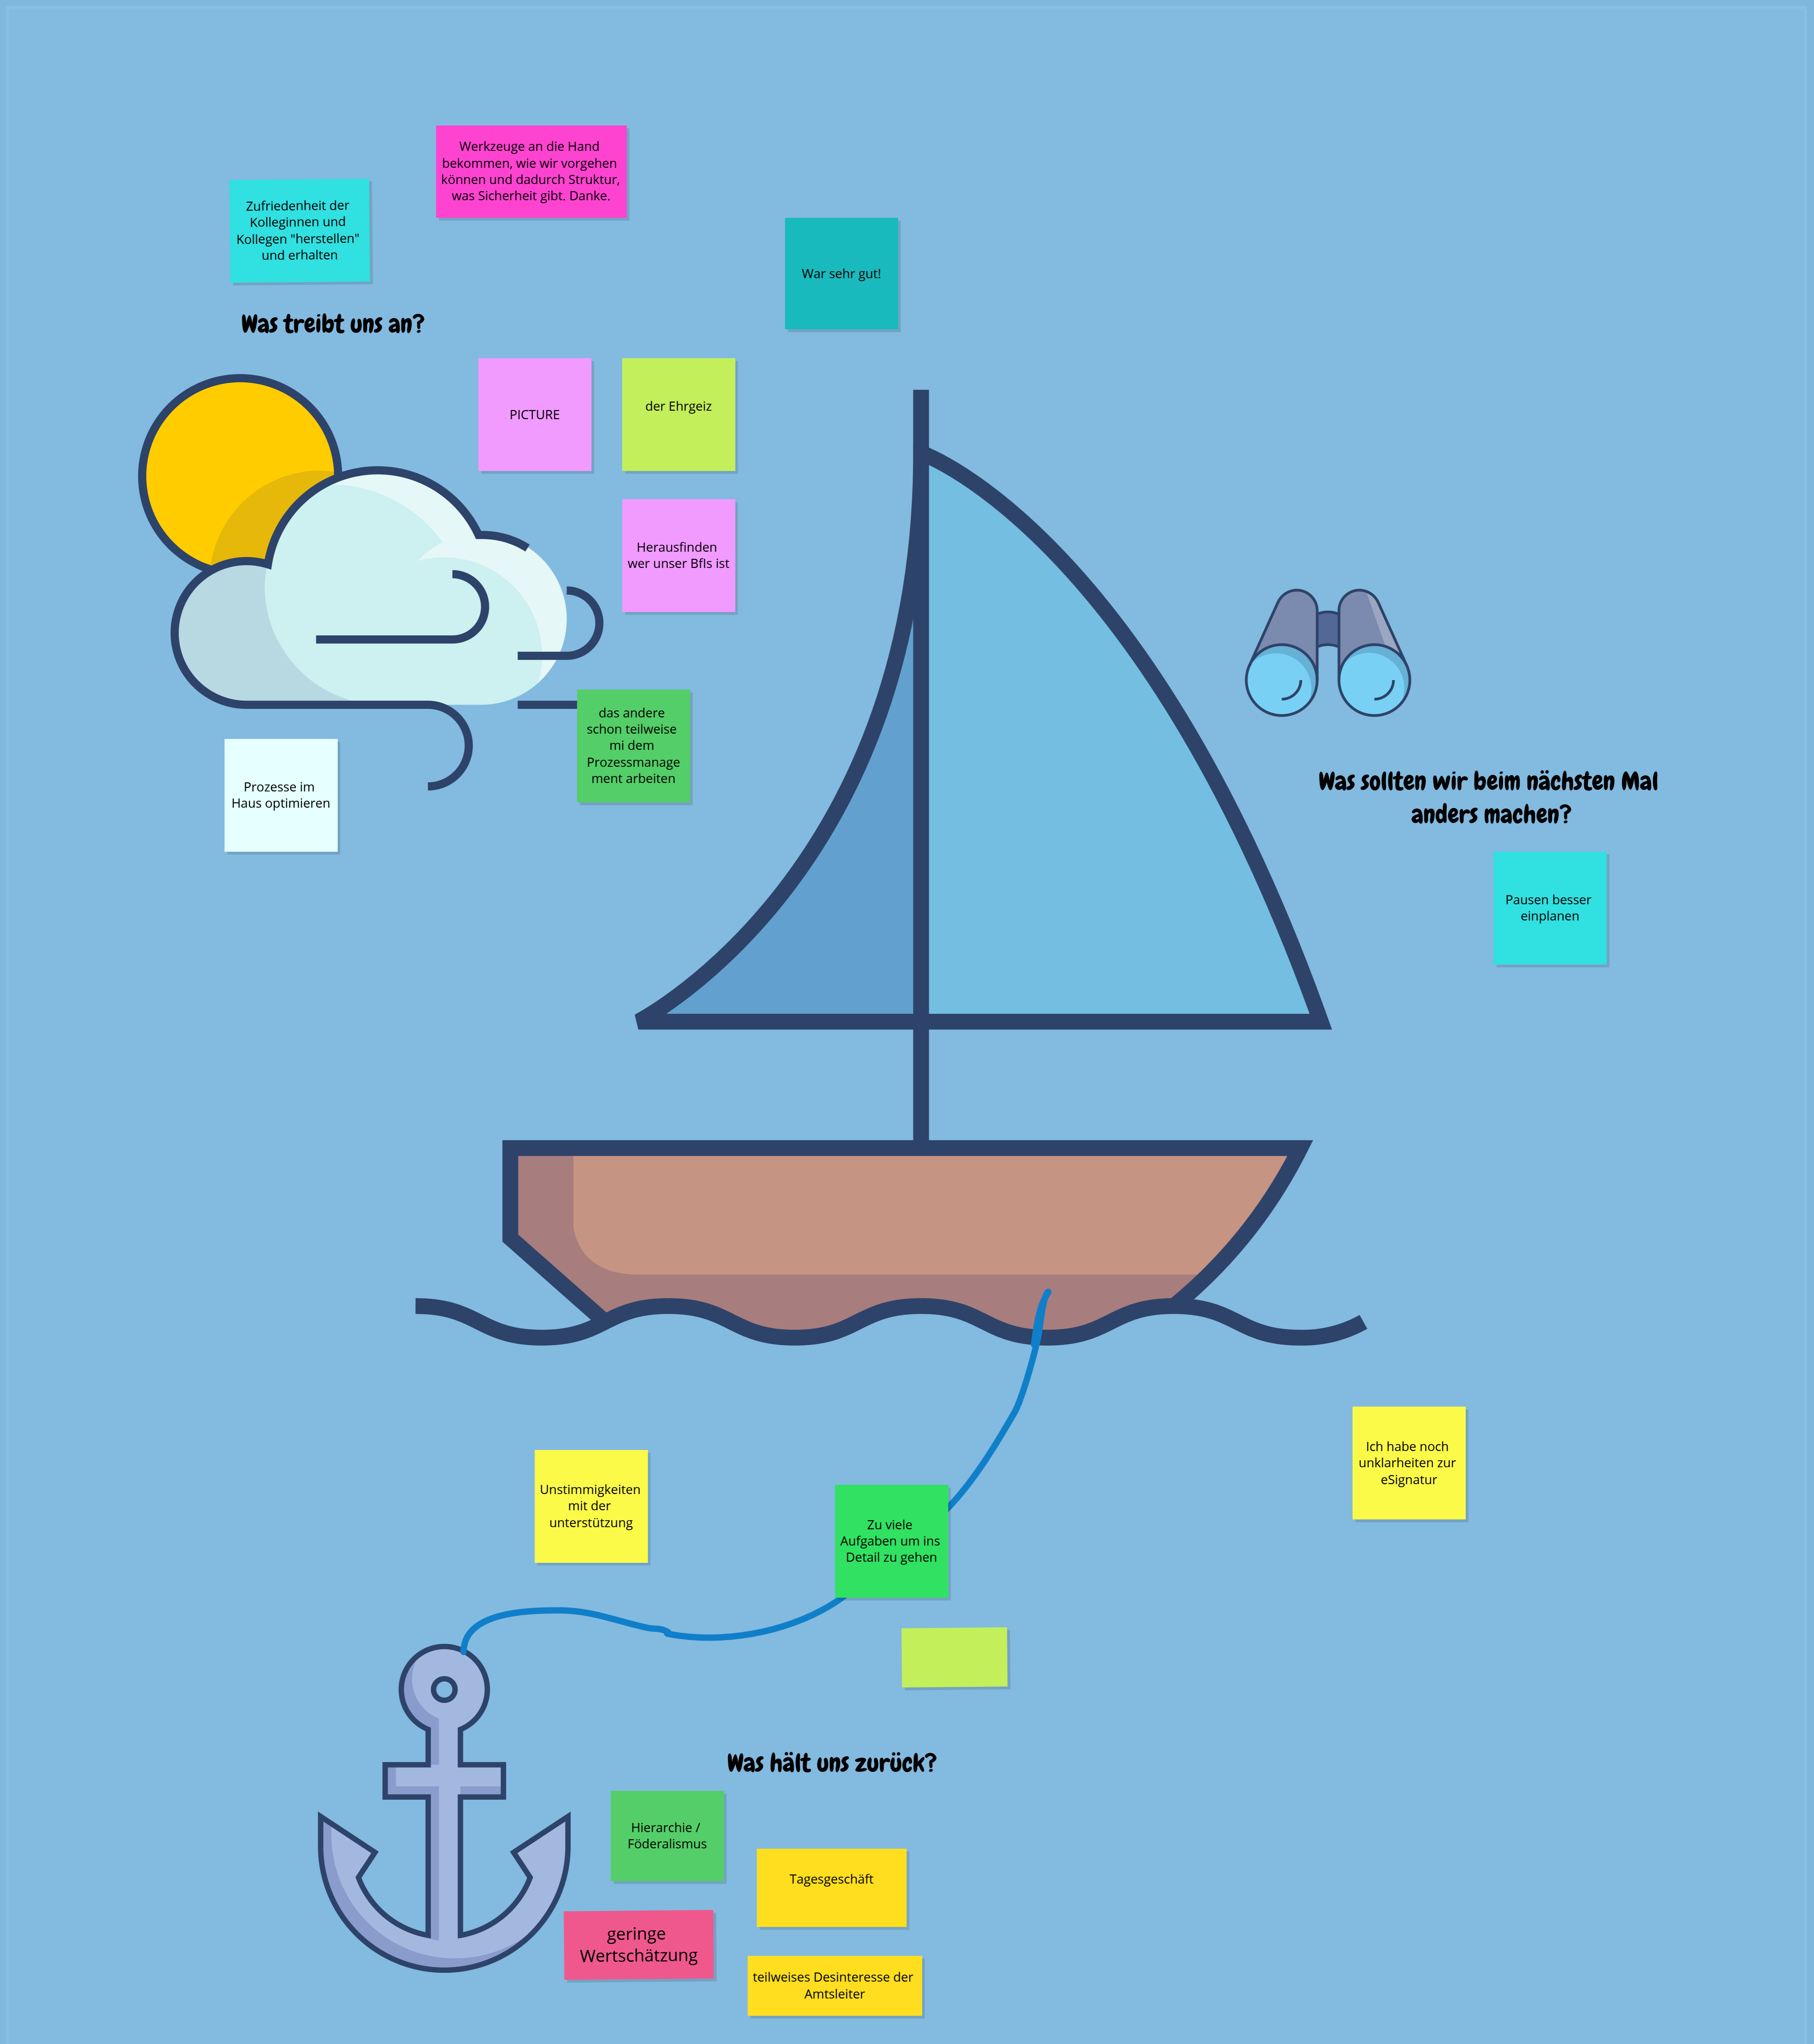 Werkzeuge an die Hand
bekommen, wie wir vorgehen
können und dadurch Struktur,
was Sicherheit gibt. Danke.
Zufriedenheit der
Kolleginnen und
Kollegen "herstellen"
und erhalten
War sehr gut!
Was treibt uns an?
PICTURE
der Ehrgeiz
Herausfinden
wer unser BfIs ist
das andere
schon teilweise
mi dem
Prozessmanage
ment arbeiten
Prozesse im
Haus optimieren
Was sollten wir beim nächsten Mal
anders machen?
Pausen besser
einplanen
Ich habe noch
unklarheiten zur
eSignatur
Unstimmigkeiten
mit der
unterstützung
Zu viele
Aufgaben um ins
Detail zu gehen
Was hält uns zurück?
Hierarchie /
Föderalismus
Tagesgeschäft
geringe
Wertschätzung
teilweises Desinteresse der
Amtsleiter